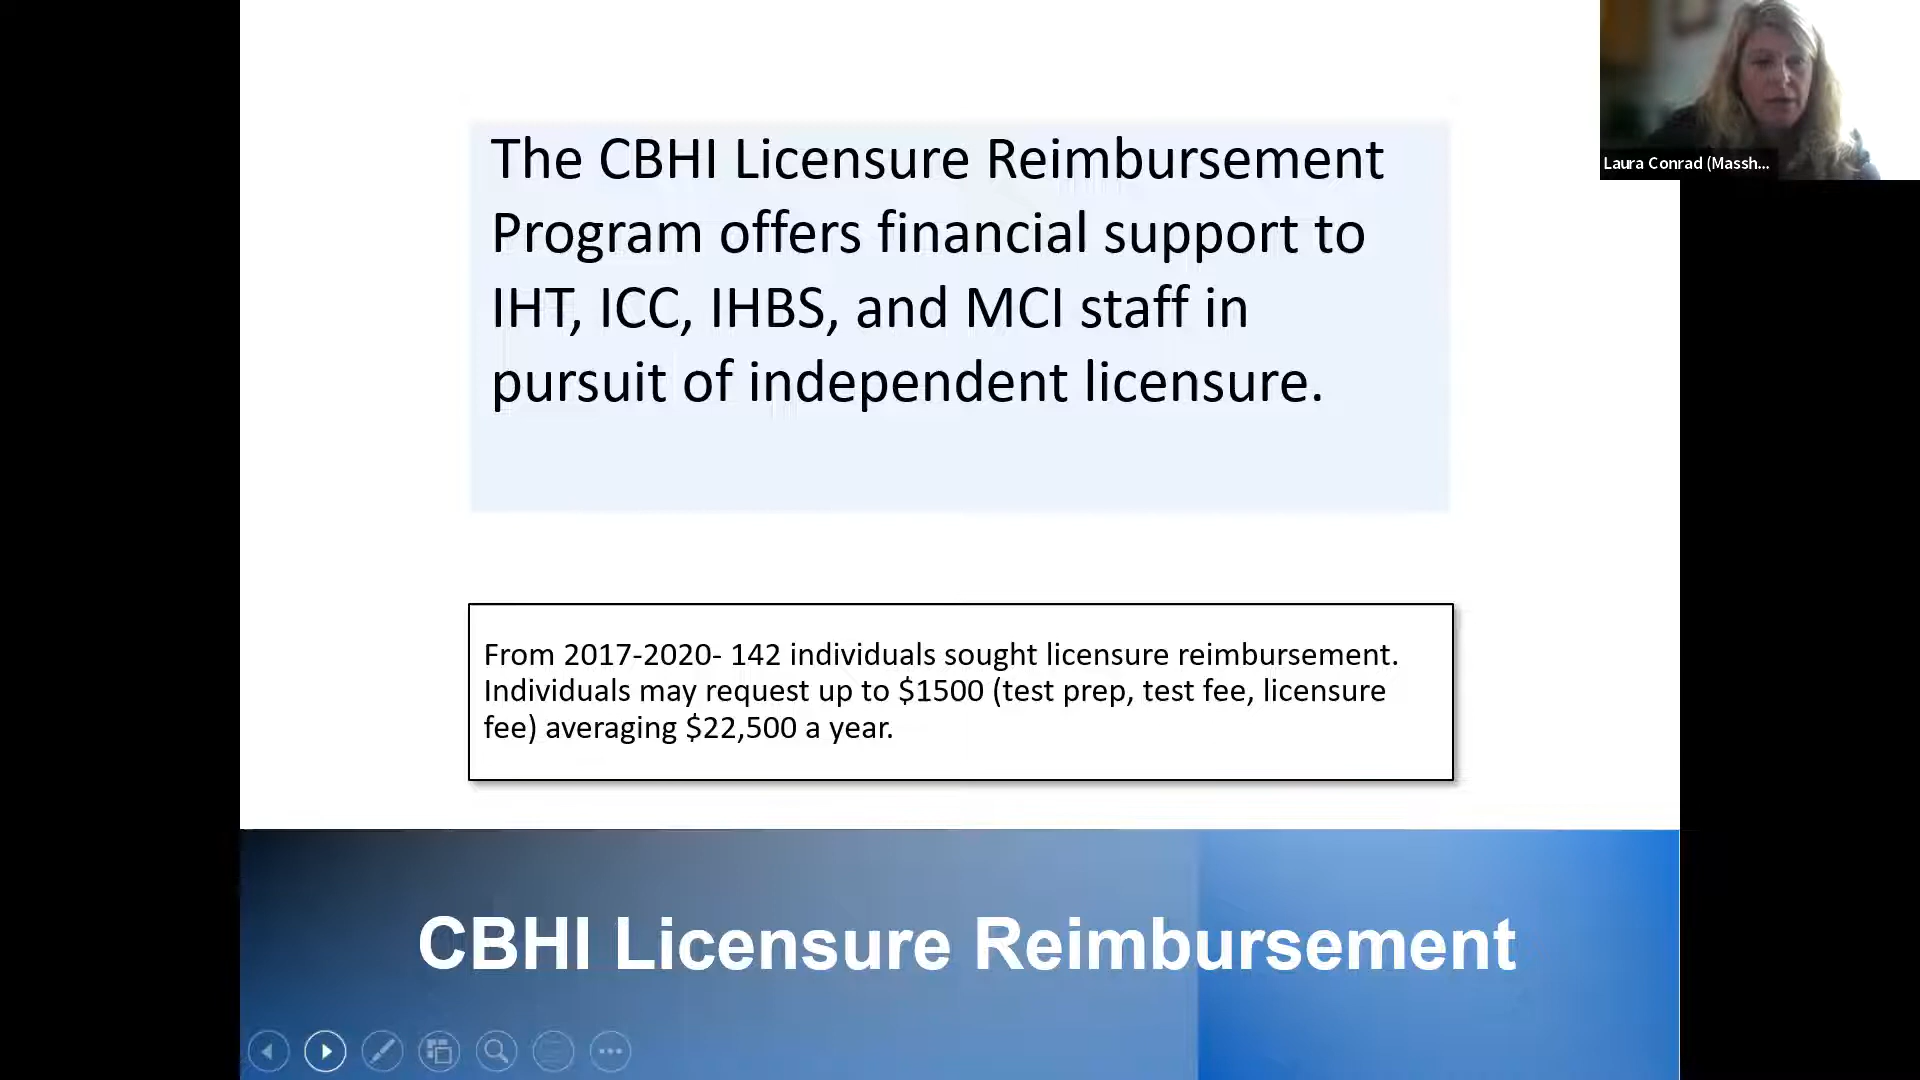 The CBHI Licensure Reimbursement
Program offers financial support to
IHT, ICC, IHBS, and MCI staff in
pursuit of independent licensure.
From 2017-2020- 142 individuals sought licensure reimbursement.
Individuals may request up to $1500 (test prep, test fee, licensure
fee) averaging $22,500 a year.
CBHI Licensure Reimbursement
Laura Conrad (Massh...